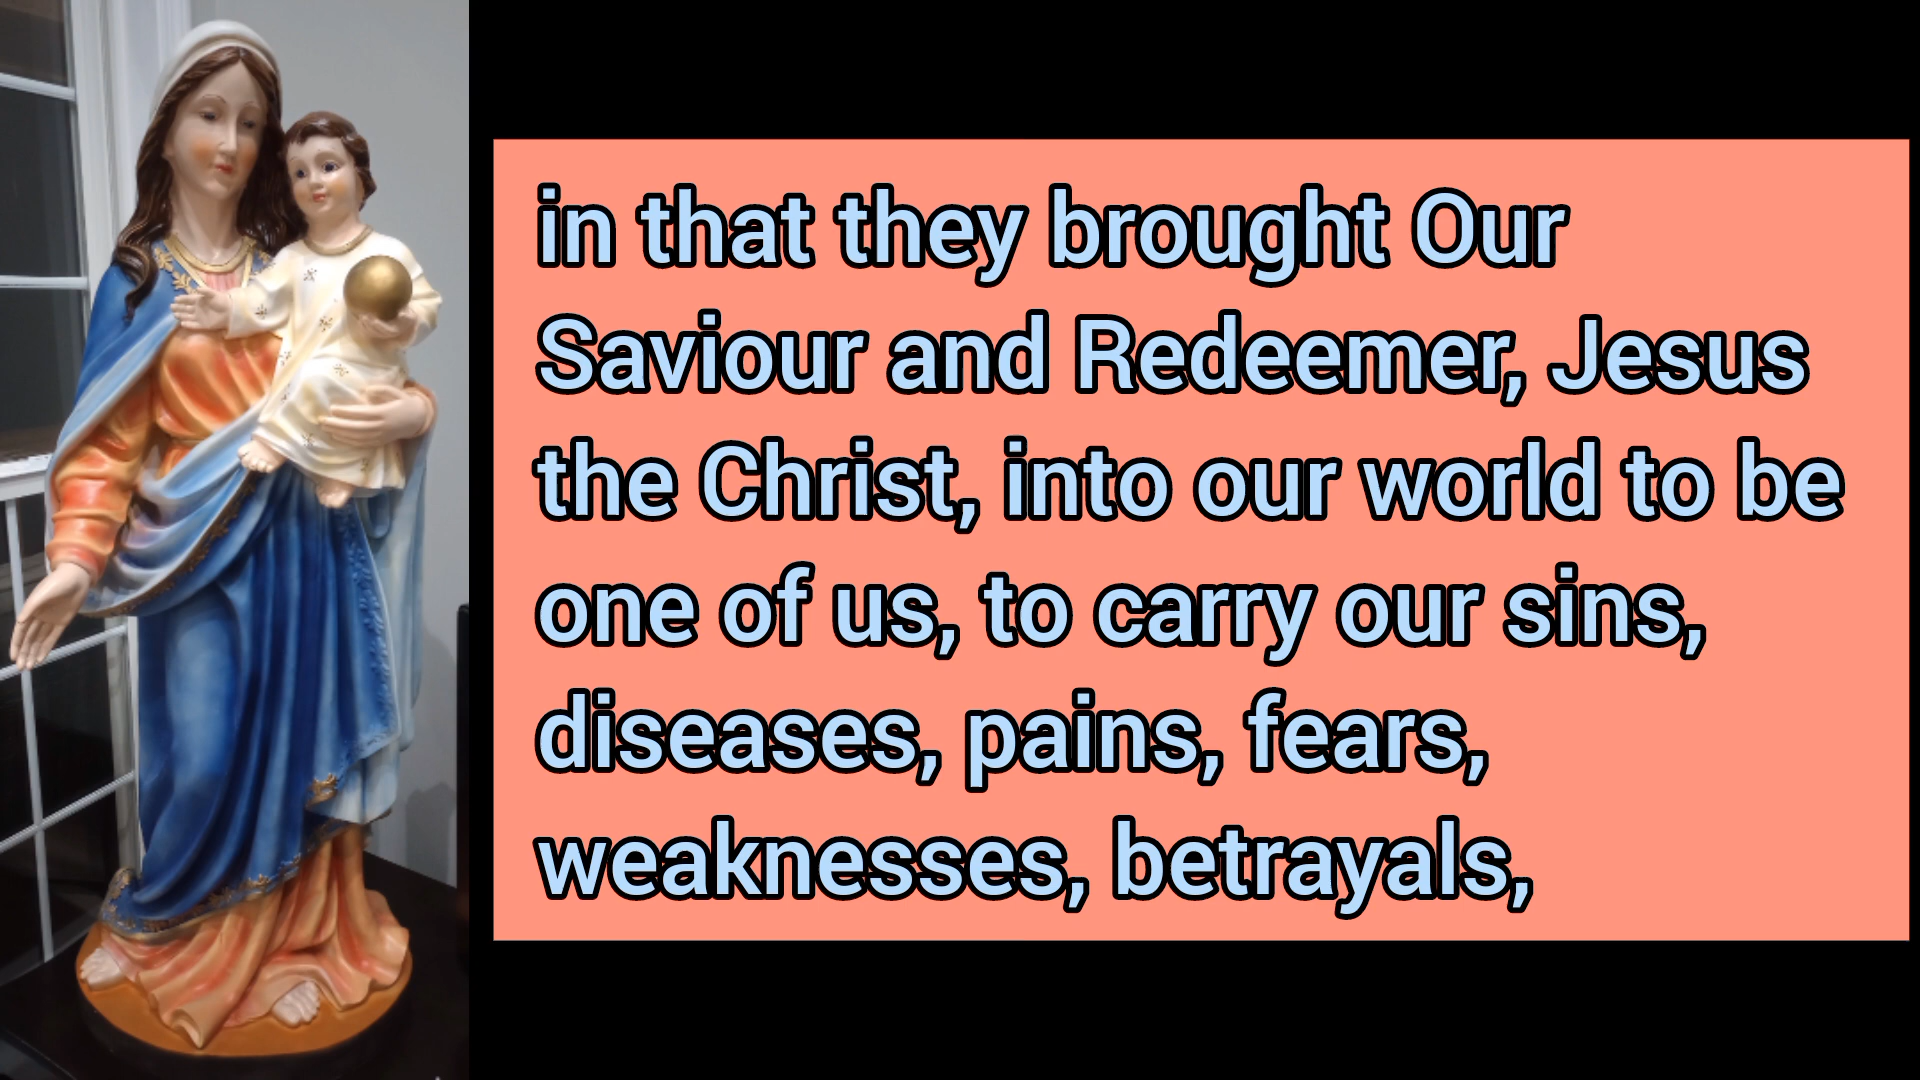 in that they brought Our
Saviour and Redeemer, Jesus
the Christ, into our world to be
one of us, to carry our sins,
diseases, pains, fears,
weaknesses, betrayals,